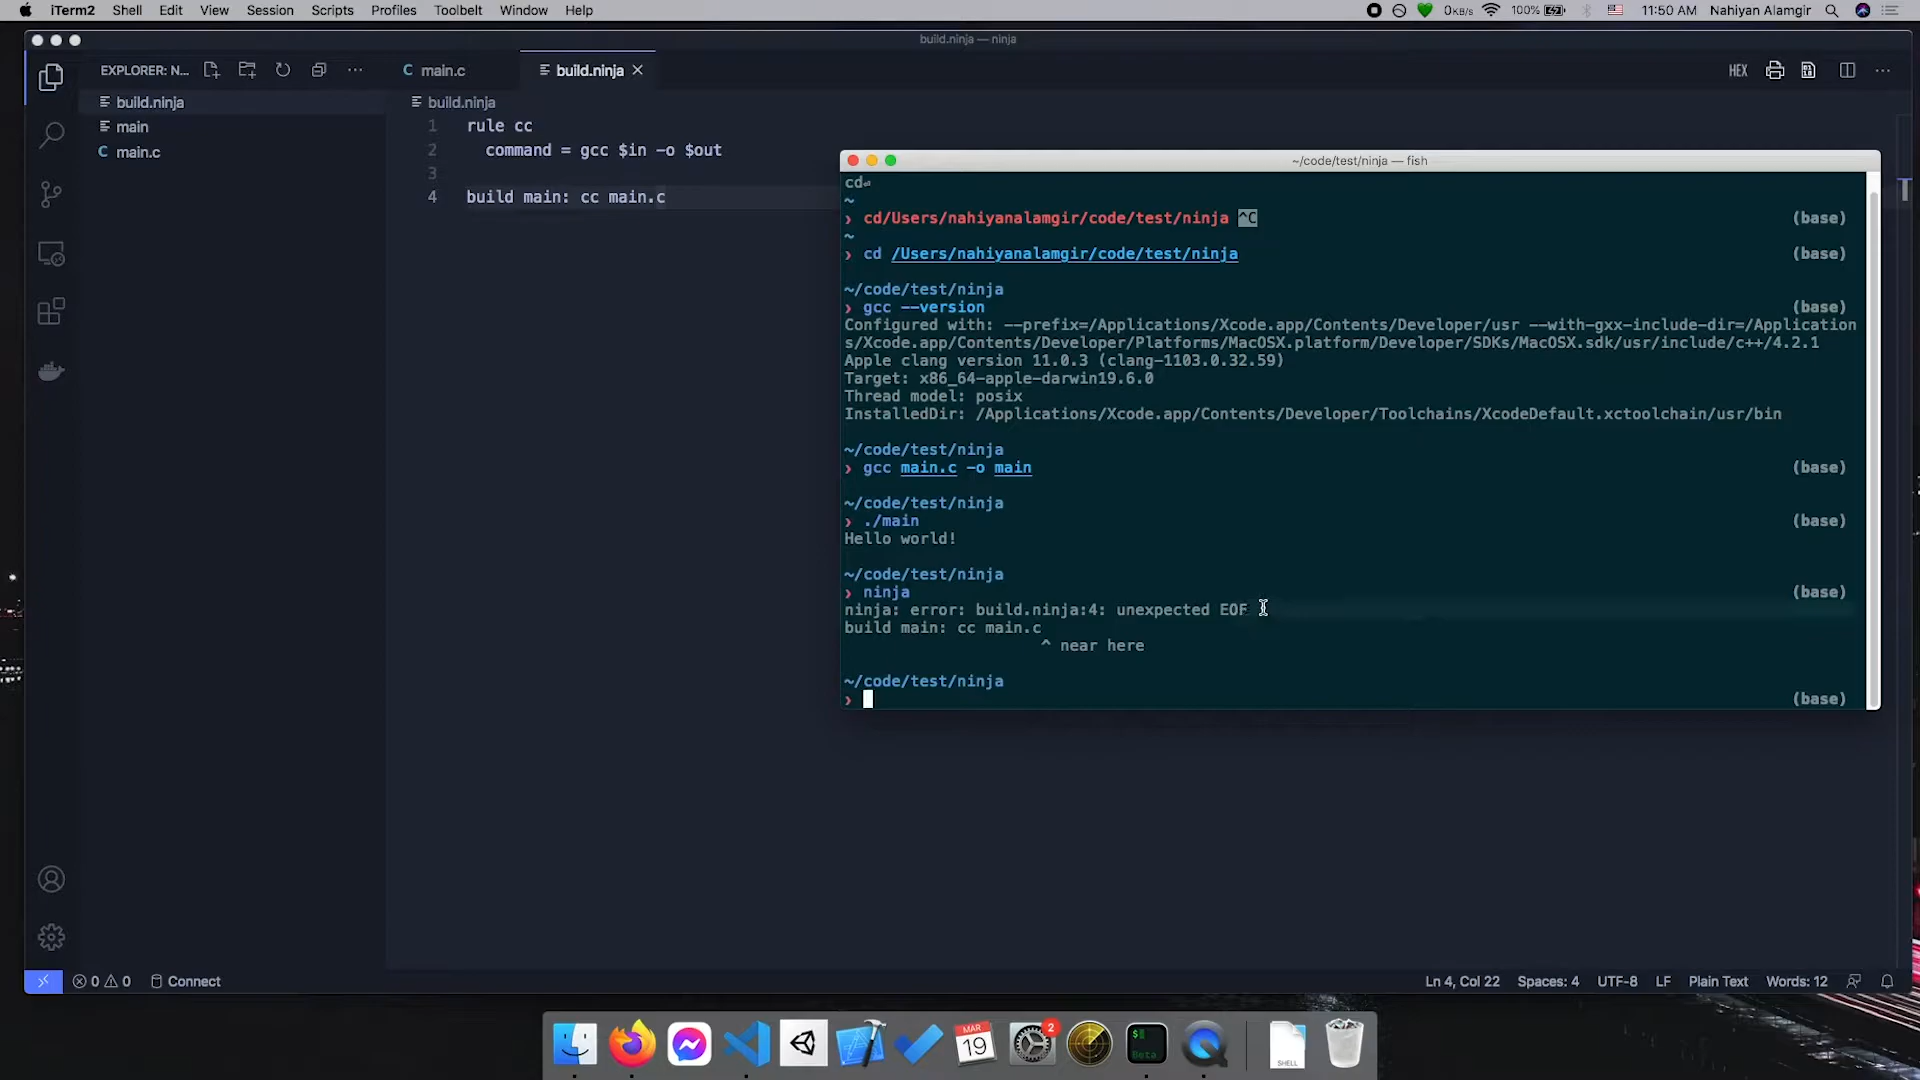 iTerm2 Shell Edit View Session Scripts Profiles Toolbelt Window Help 0KB/s 100% 11:50 AM Nahiyan Alamgir
build.ninja — ninja
EXPLORER: N... ... C main.c build.ninja HEX ...
build.ninja
main
C main.c
build.ninja
1 rule cc
2 command = gcc $in -o $out
3
4 build main: cc main.c
~/code/test/ninja — fish
cd⏎
~
❯ cd/Users/nahiyanalamgir/code/test/ninja ^C (base)
~
❯ cd /Users/nahiyanalamgir/code/test/ninja (base)
~/code/test/ninja
❯ gcc --version (base)
Configured with: --prefix=/Applications/Xcode.app/Contents/Developer/usr --with-gxx-include-dir=/Application
s/Xcode.app/Contents/Developer/Platforms/MacOSX.platform/Developer/SDKs/MacOSX.sdk/usr/include/c++/4.2.1
Apple clang version 11.0.3 (clang-1103.0.32.59)
Target: x86_64-apple-darwin19.6.0
Thread model: posix
InstalledDir: /Applications/Xcode.app/Contents/Developer/Toolchains/XcodeDefault.xctoolchain/usr/bin
~/code/test/ninja
❯ gcc main.c -o main (base)
~/code/test/ninja
❯ ./main (base)
Hello world!
~/code/test/ninja
❯ ninja (base)
ninja: error: build.ninja:4: unexpected EOF
build main: cc main.c
^ near here
~/code/test/ninja
❯ (base)
0 0 Connect Ln 4, Col 22 Spaces: 4 UTF-8 LF Plain Text Words: 12
MAR
19
2
$
Beta
SHELL